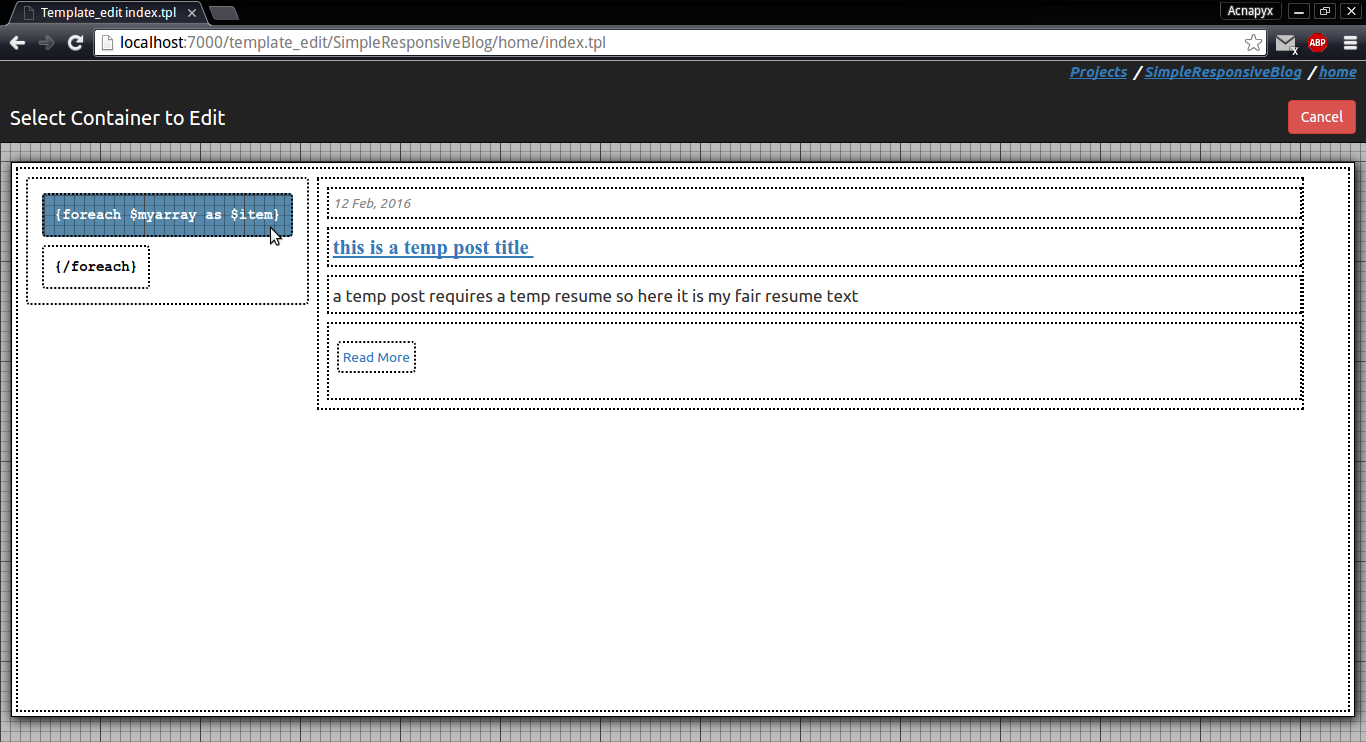 Template_edit index.tpl
Acnapyx
localhost:7000/template_edit/SimpleResponsiveBlog/home/index.tpl
x
ABP
Projects / SimpleResponsiveBlog / home
Select Container to Edit
Cancel
{foreach $myarray as $item}
{/foreach}
12 Feb, 2016
this is a temp post title
a temp post requires a temp resume so here it is my fair resume text
Read More